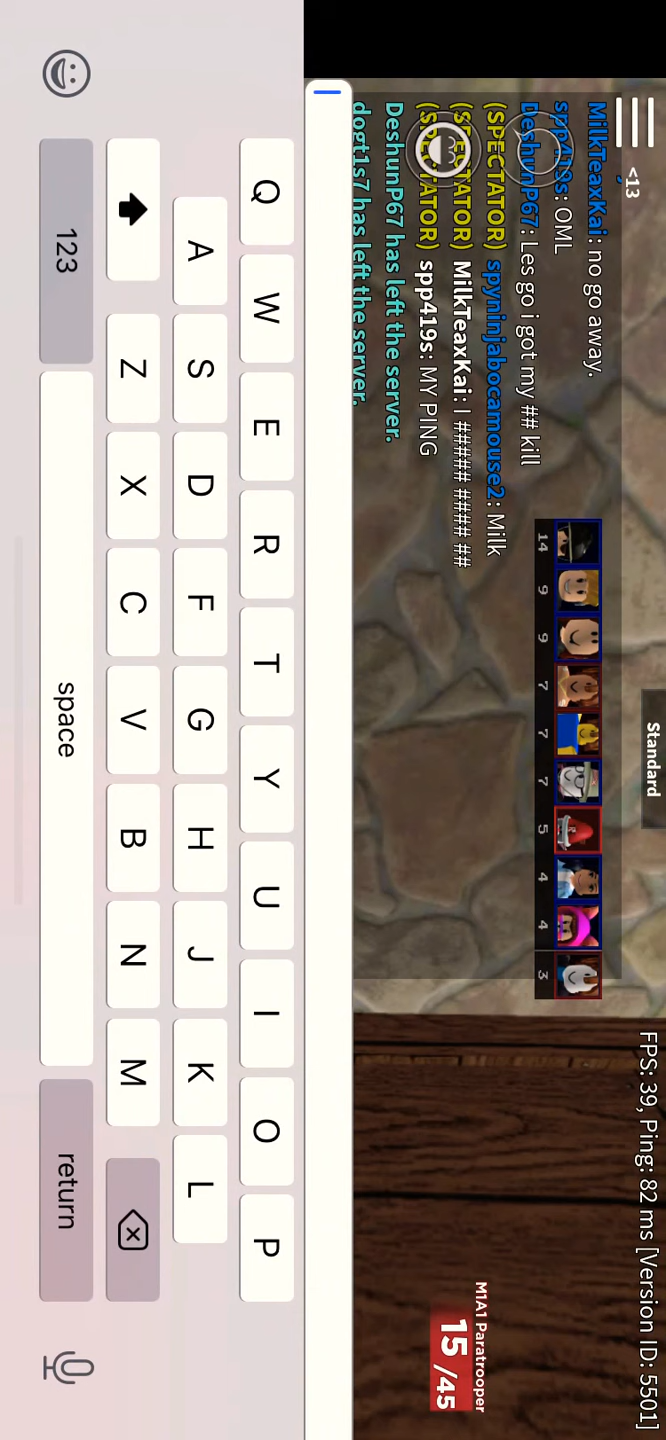 <13
MilkTeaxKai: no go away.
spp419s: OML
DeshunP67: Les go i got my ## kill
(SPECTATOR) spyninjabocamouse2: Milk
(SPECTATOR) MilkTeaxKai: I ##### #### ##
(SPECTATOR) spp419s: MY PING
DeshunP67 has left the server.
dogt1s7 has left the server.
Standard
14 9 9 7 7 7 5 4 4 3
FPS: 39, Ping: 82 ms [Version ID: 5501]
M1A1 Paratrooper
15 /45
Q W E R T Y U I O P
A S D F G H J K L
Z X C V B N M
123 space return